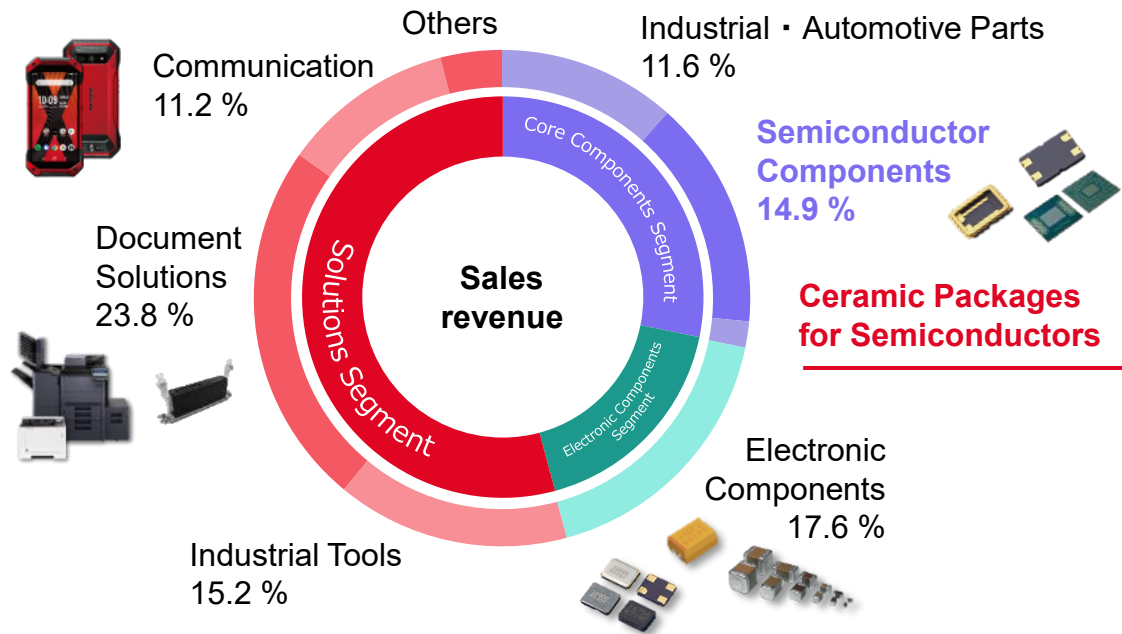 Others
Industrial・Automotive Parts
11.6 %
Communication
11.2 %
10:09
Core Components Segment
Semiconductor
Components
14.9 %
Document
Solutions
23.8 %
Solutions Segment
Sales
revenue
Ceramic Packages
for Semiconductors
Electronic Components
Segment
Electronic
Components
17.6 %
Industrial Tools
15.2 %